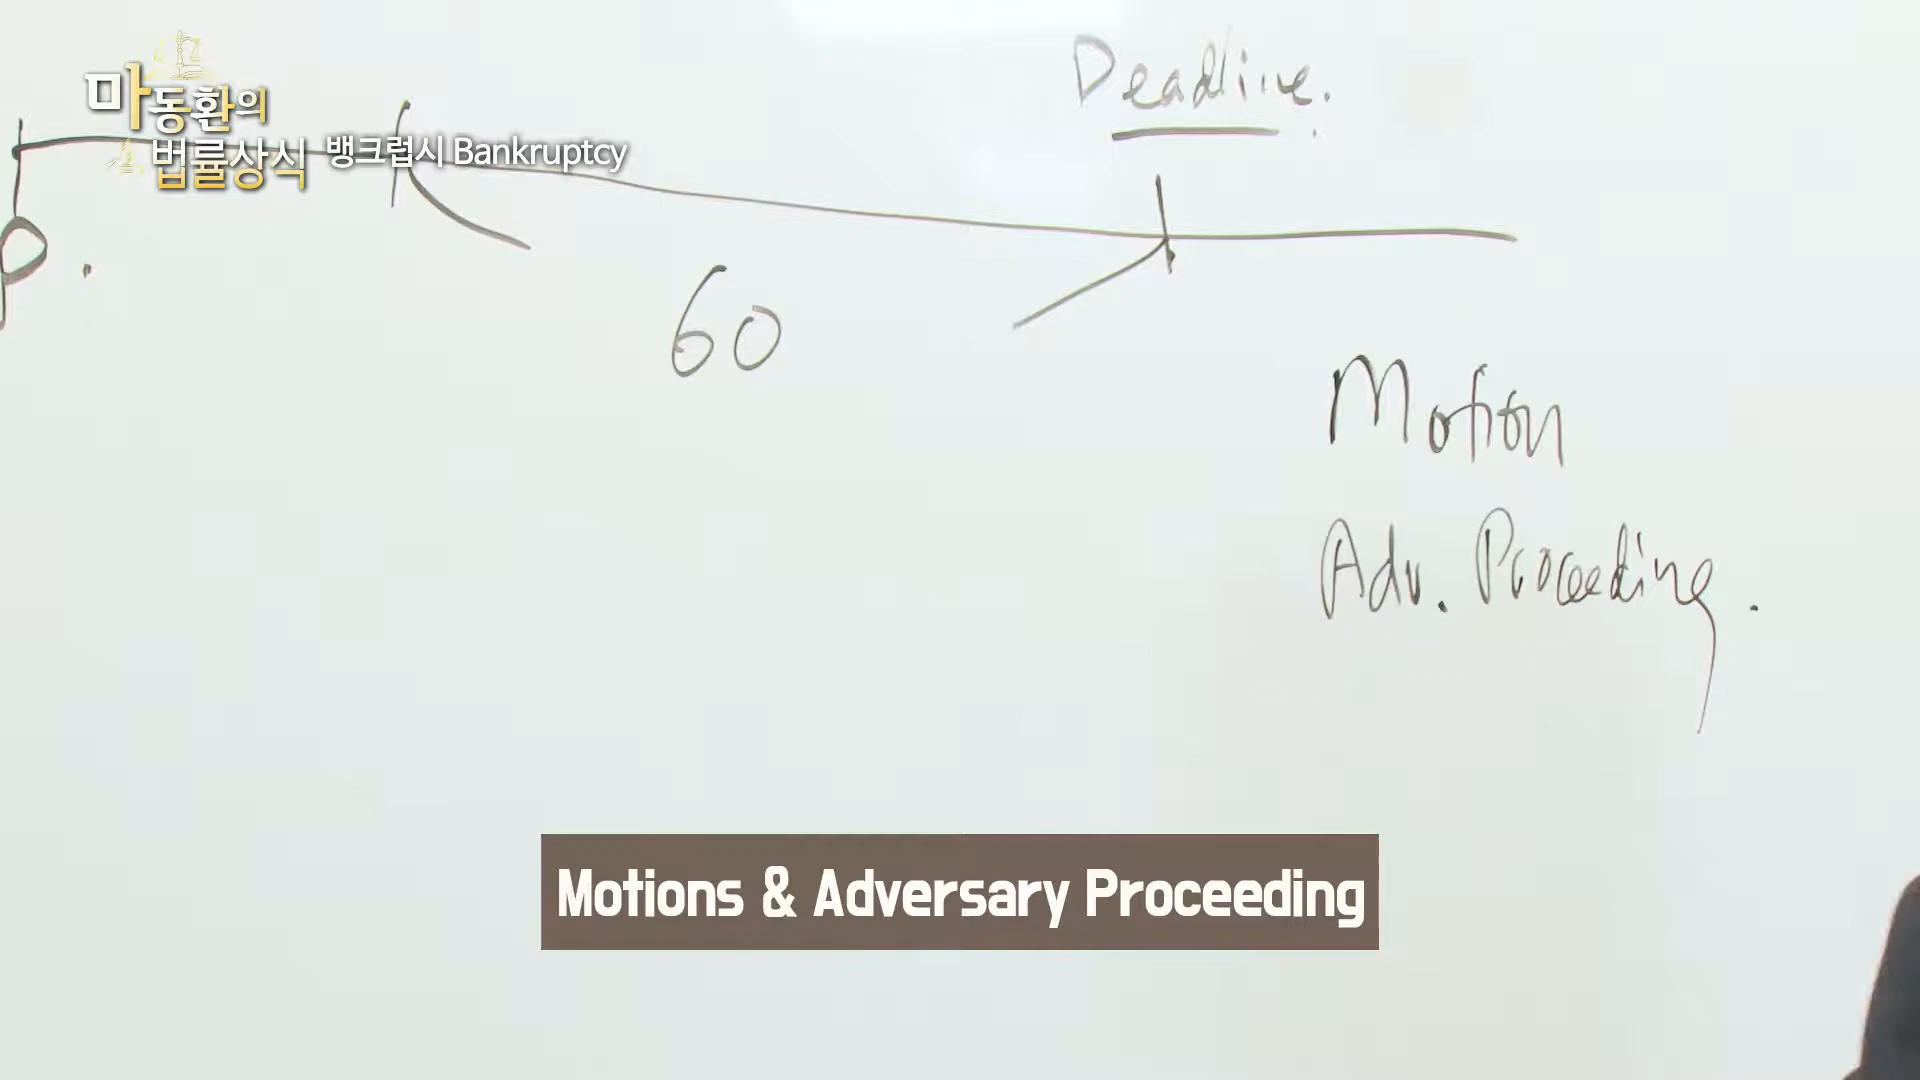 마동환의
법률상식 뱅크럽시 Bankruptcy
Deadline.
60
Motion
Adv. Proceeding.
Motions & Adversary Proceeding